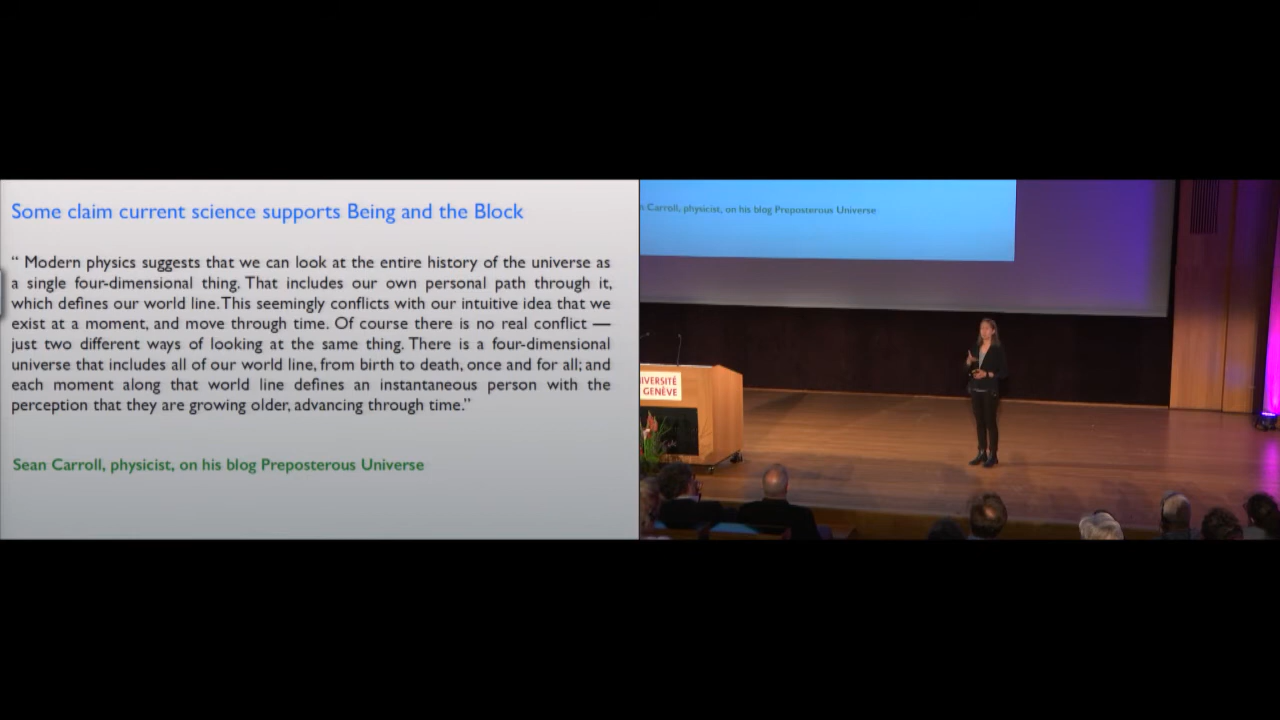 Some claim current science supports Being and the Block
“ Modern physics suggests that we can look at the entire history of the universe as
a single four-dimensional thing. That includes our own personal path through it,
which defines our world line. This seemingly conflicts with our intuitive idea that we
exist at a moment, and move through time. Of course there is no real conflict —
just two different ways of looking at the same thing. There is a four-dimensional
universe that includes all of our world line, from birth to death, once and for all; and
each moment along that world line defines an instantaneous person with the
perception that they are growing older, advancing through time.”
Sean Carroll, physicist, on his blog Preposterous Universe
n Carroll, physicist, on his blog Preposterous Universe
IVERSITÉ
GENÈVE